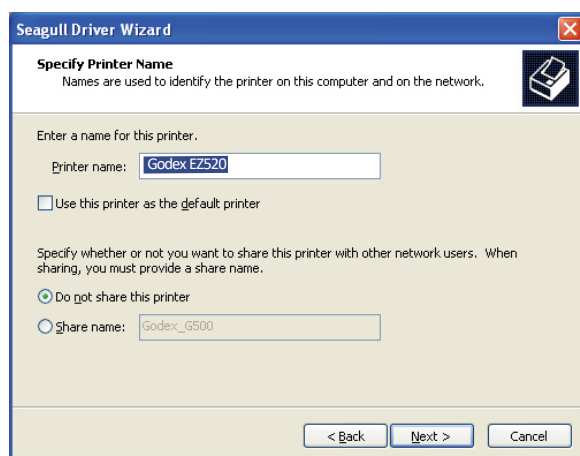 Seagull Driver Wizard
Specify Printer Name
Names are used to identify the printer on this computer and on the network.
Enter a name for this printer.
Printer name: Godex EZ520
Use this printer as the default printer
Specify whether or not you want to share this printer with other network users. When
sharing, you must provide a share name.
Do not share this printer
Share name: Godex_G500
< Back Next > Cancel